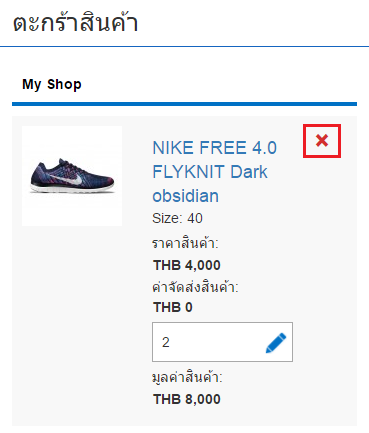 ตะกร้าสินค้า
My Shop
NIKE FREE 4.0
FLYKNIT Dark
obsidian
Size: 40
ราคาสินค้า:
THB 4,000
ค่าจัดส่งสินค้า:
THB 0
2
มูลค่าสินค้า:
THB 8,000